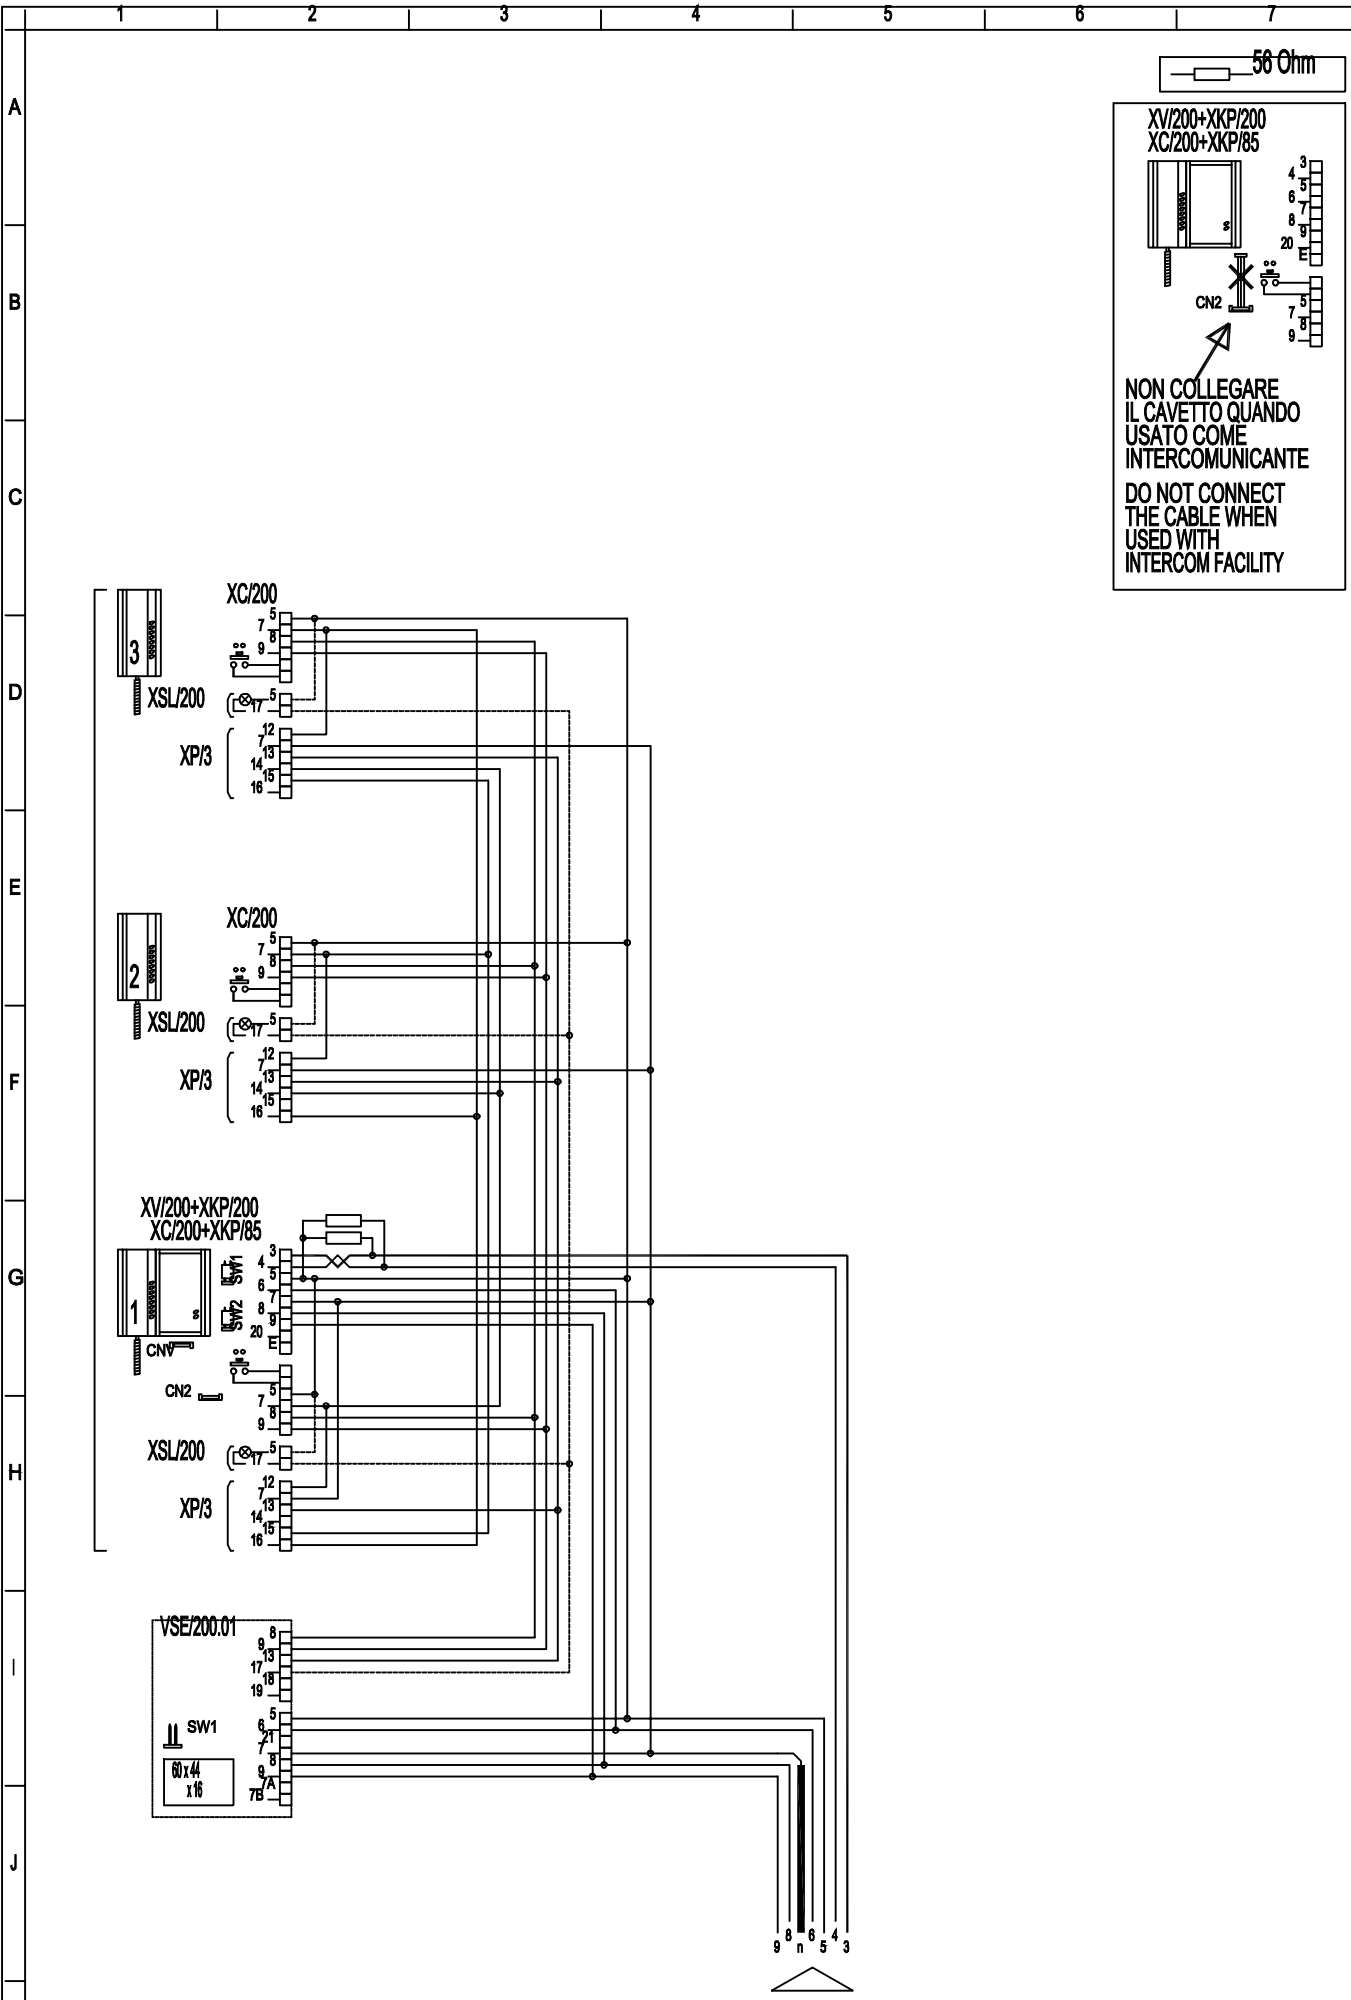 1 2 3 4 5 6 7
56 Ohm
A
XV/200+XKP/200
XC/200+XKP/85
3
4
5
6
7
8
9
20
E
B
CN2
5
7
8
9
NON COLLEGARE
IL CAVETTO QUANDO
USATO COME
INTERCOMUNICANTE
C
DO NOT CONNECT
THE CABLE WHEN
USED WITH
INTERCOM FACILITY
XC/200
5
7
8
9
3
D
XSL/200
5
17
XP/3
12
7
13
14
15
16
E
XC/200
5
7
8
9
2
XSL/200
5
17
F
XP/3
12
7
13
14
15
16
XV/200+XKP/200
XC/200+XKP/85
G
SW1
3
4
5
6
7
8
9
20
E
1
SW2
CNV
CN2
5
7
8
9
H
XSL/200
5
17
XP/3
12
7
13
14
15
16
VSE/200.01
8
9
13
17
18
19
I
SW1
5
6
21
7
8
9
7A
7B
60 x 44
x 16
J
9 8 n 6 5 4 3